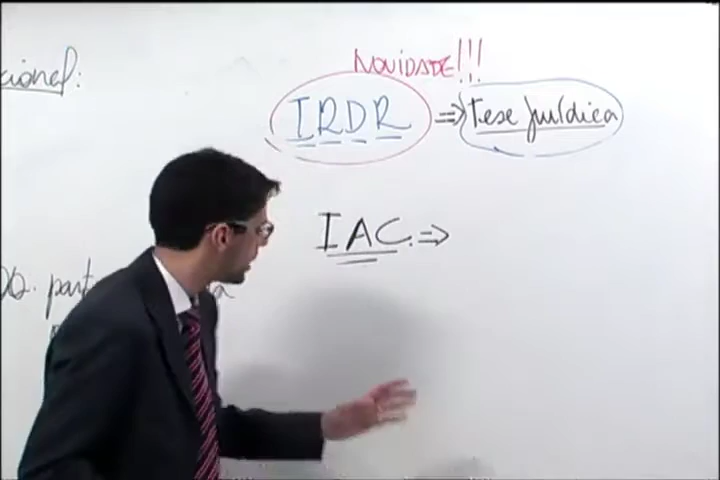 cional:
NOVIDADE!!!
IRDR ⇒ Tese jurídica
IAC ⇒